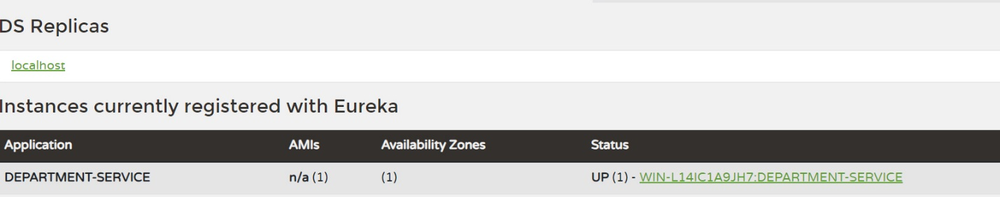 DS Replicas
localhost
Instances currently registered with Eureka
Application AMIs Availability Zones Status
DEPARTMENT-SERVICE n/a (1) (1) UP (1) - WIN-L14IC1A9JH7:DEPARTMENT-SERVICE